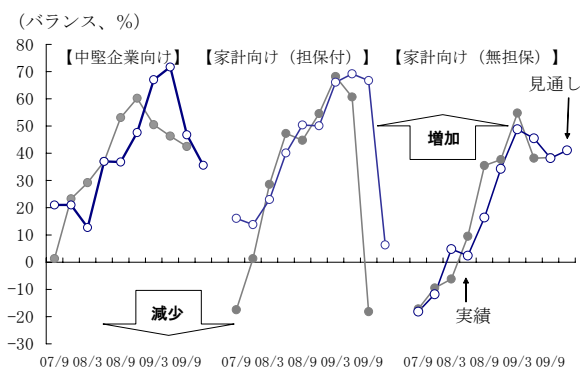 （バランス、%）
80
【中堅企業向け】 【家計向け（担保付）】 【家計向け（無担保）】
70
見通し
60
50
増加
40
30
20
10
0
−10
減少
実績
−20
−30
07/9 08/3 08/9 09/3 09/9 07/9 08/3 08/9 09/3 09/9 07/9 08/3 08/9 09/3 09/9